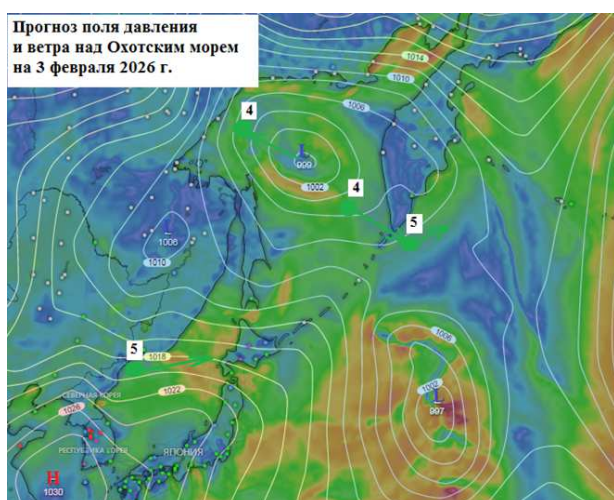 Прогноз поля давления
и ветра над Охотским морем
на 3 февраля 2026 г.
1014
1010
4
1006
L
999
4
1002
5
L
1006
1010
5
1018
1006
1022
1002
L
997
СЕВЕРНАЯ КОРЕЯ
1026
РЕСПУБЛИКА КОРЕЯ
ЯПОНИЯ
H
1030